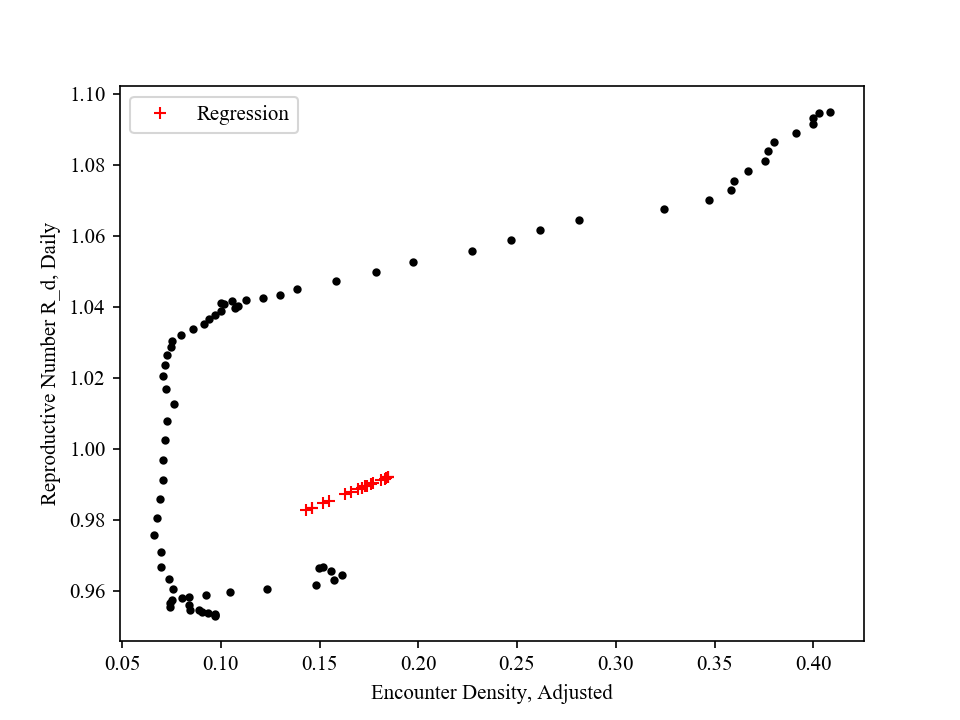 Regression
1.10
1.08
1.06
1.04
1.02
1.00
0.98
0.96
Reproductive Number R_d, Daily
0.05 0.10 0.15 0.20 0.25 0.30 0.35 0.40
Encounter Density, Adjusted